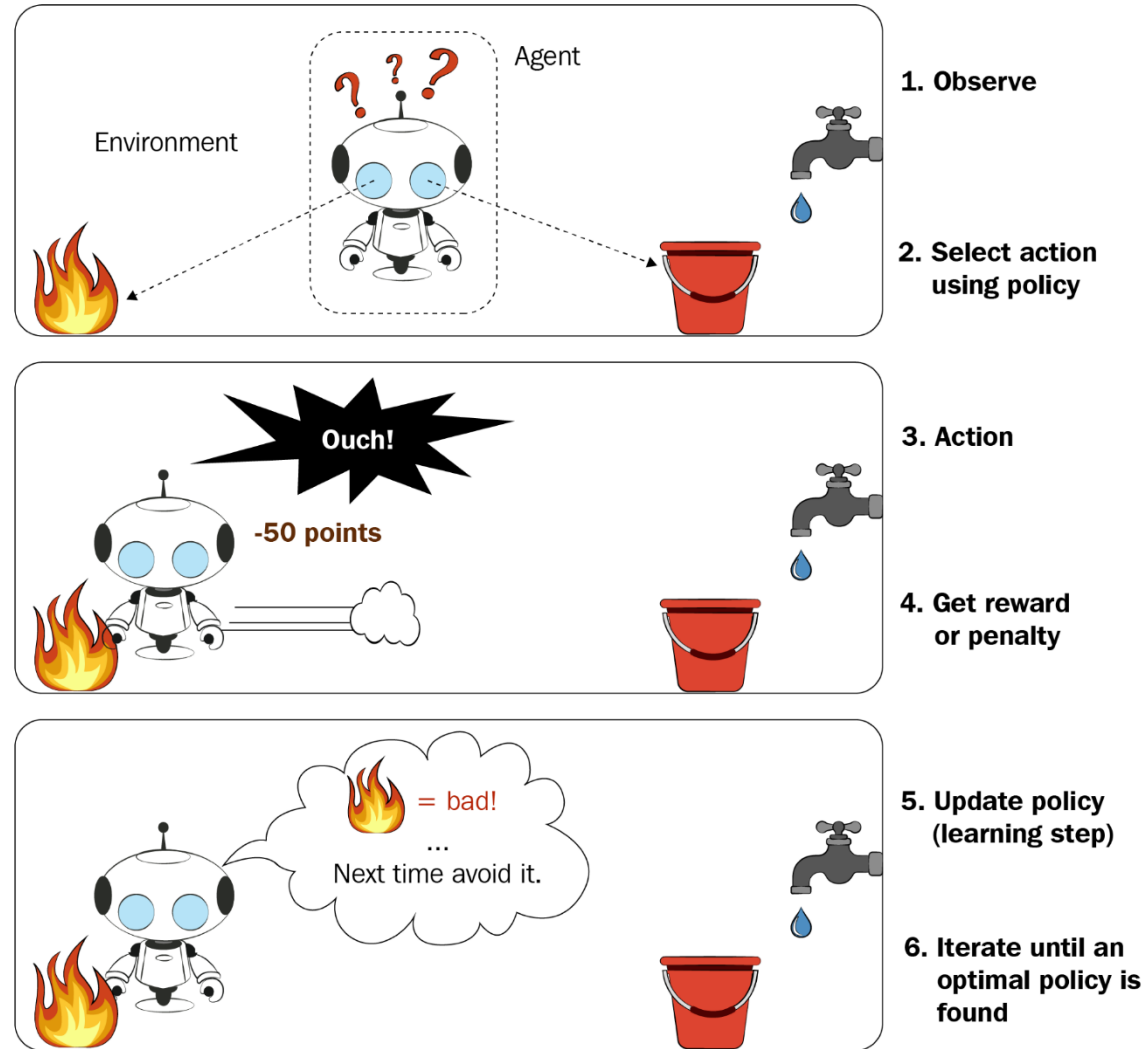 ? ? ?
Agent
Environment
1. Observe
2. Select action
using policy
Ouch!
-50 points
3. Action
4. Get reward
or penalty
= bad!
...
Next time avoid it.
5. Update policy
(learning step)
6. Iterate until an
optimal policy is
found